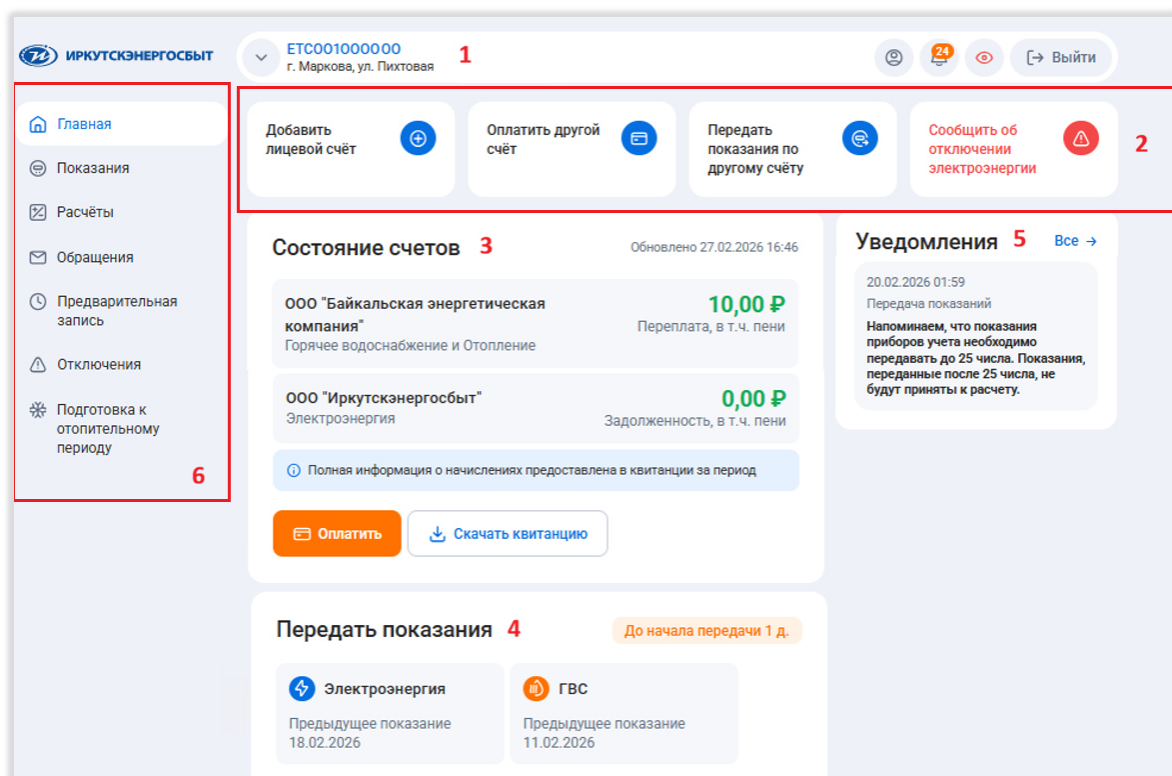 ИРКУТСКЭНЕРГОСБЫТ
ЕТС001000000
г. Маркова, ул. Пихтовая
1
24
Выйти
Главная
Показания
Расчёты
Обращения
Предварительная
запись
Отключения
Подготовка к
отопительному
периоду
6
Добавить
лицевой счёт
Оплатить другой
счёт
Передать
показания по
другому счёту
Сообщить об
отключении
электроэнергии
2
Состояние счетов
3
Обновлено 27.02.2026 16:46
ООО "Байкальская энергетическая
компания"
Горячее водоснабжение и Отопление
10,00 ₽
Переплата, в т.ч. пени
ООО "Иркутскэнергосбыт"
Электроэнергия
0,00 ₽
Задолженность, в т.ч. пени
Полная информация о начислениях предоставлена в квитанции за период
Оплатить
Скачать квитанцию
Уведомления
5
Все →
20.02.2026 01:59
Передача показаний
Напоминаем, что показания
приборов учета необходимо
передавать до 25 числа. Показания,
переданные после 25 числа, не
будут приняты к расчету.
Передать показания
4
До начала передачи 1 д.
Электроэнергия
Предыдущее показание
18.02.2026
ГВС
Предыдущее показание
11.02.2026